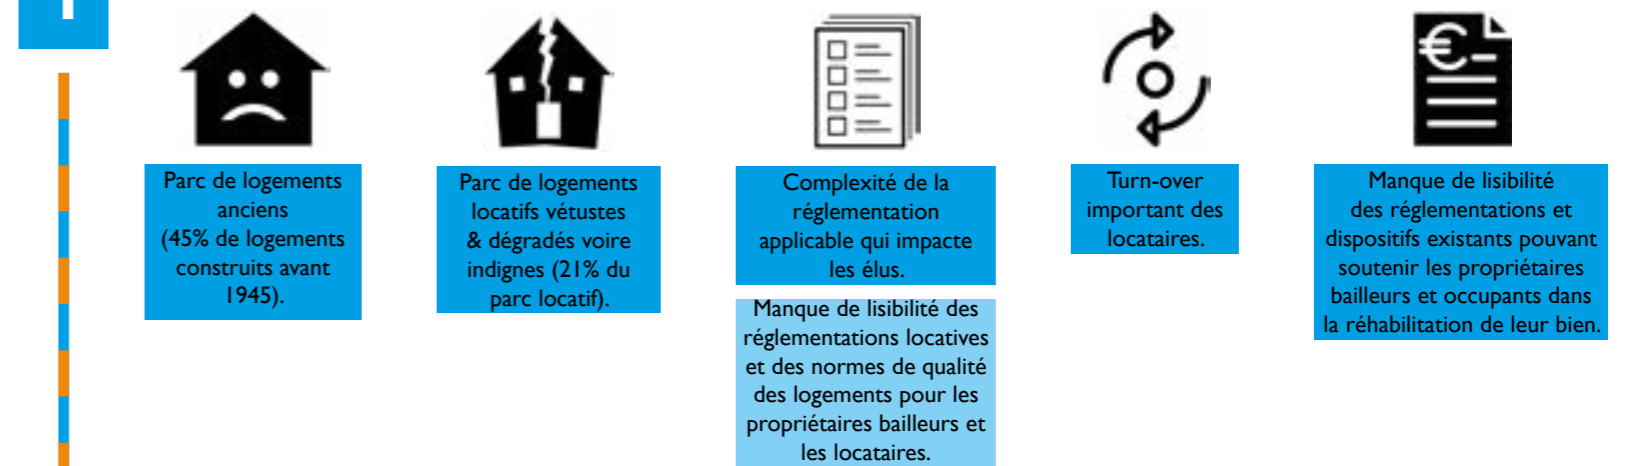 Parc de logements
anciens
(45% de logements
construits avant
1945).
Parc de logements
locatifs vétustes
& dégradés voire
indignes (21% du
parc locatif).
Complexité de la
réglementation
applicable qui impacte
les élus.
Manque de lisibilité des
réglementations locatives
et des normes de qualité
des logements pour les
propriétaires bailleurs et
les locataires.
Turn-over
important des
locataires.
€
Manque de lisibilité
des réglementations et
dispositifs existants pouvant
soutenir les propriétaires
bailleurs et occupants dans
la réhabilitation de leur bien.